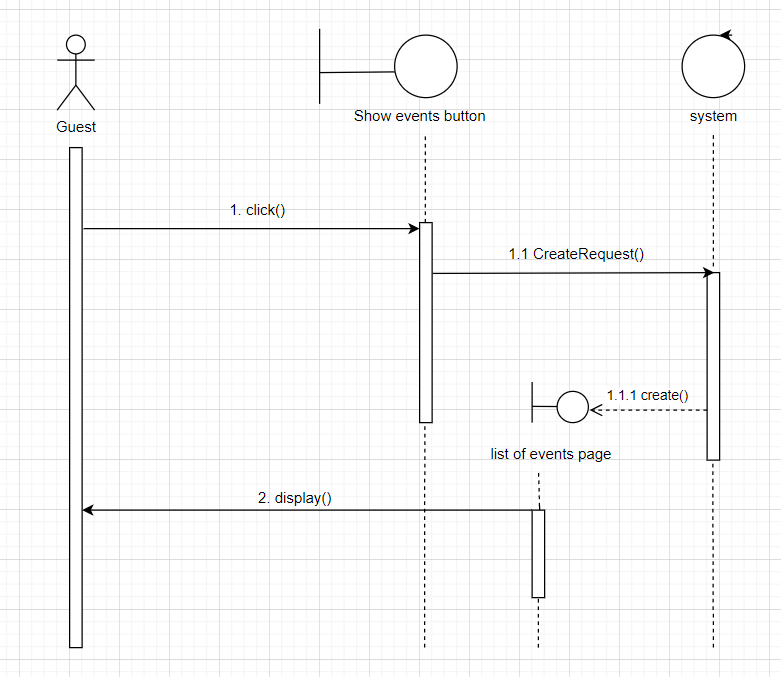 Guest
Show events button
system
1. click()
1.1 CreateRequest()
1.1.1 create()
list of events page
2. display()